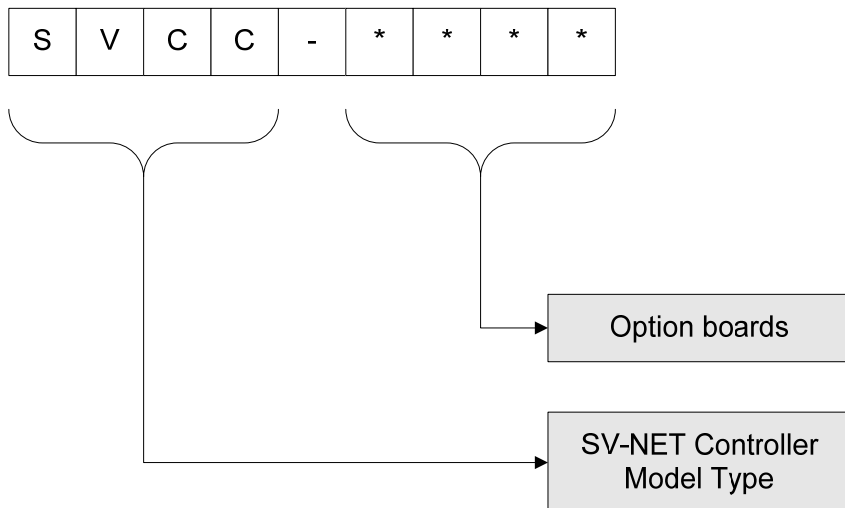 S V C C - * * * *
Option boards
SV-NET Controller
Model Type